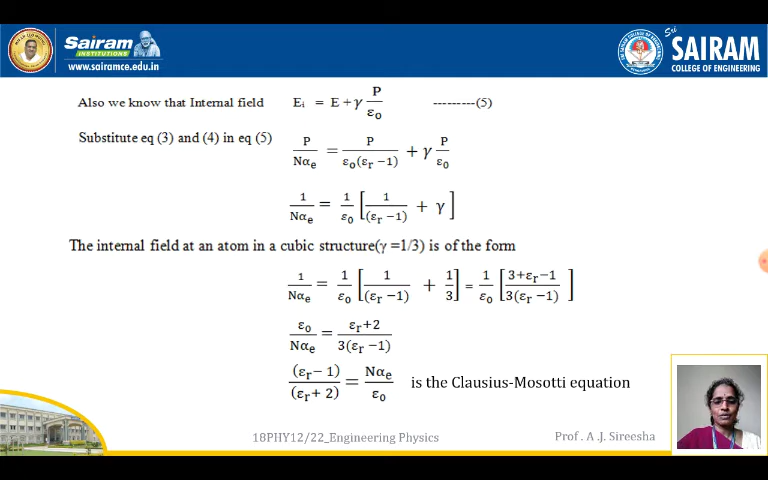 Sairam
INSTITUTIONS
www.sairamce.edu.in
Sri
SAIRAM
COLLEGE OF ENGINEERING
Also we know that Internal field Eᵢ = E + γ P/ε₀ ---------(5)
Substitute eq (3) and (4) in eq (5) P/Nαₑ = P/ε₀(εᵣ −1) + γ P/ε₀
1/Nαₑ = 1/ε₀ [1/(εᵣ −1) + γ]
The internal field at an atom in a cubic structure(γ =1/3) is of the form
1/Nαₑ = 1/ε₀ [1/(εᵣ −1) + 1/3] = 1/ε₀ [3+εᵣ−1/3(εᵣ −1)]
ε₀/Nαₑ = εᵣ+2/3(εᵣ −1)
(εᵣ− 1)/(εᵣ+ 2) = Nαₑ/ε₀ is the Clausius-Mosotti equation
18PHY12/22_Engineering Physics
Prof . A .J. Sireesha